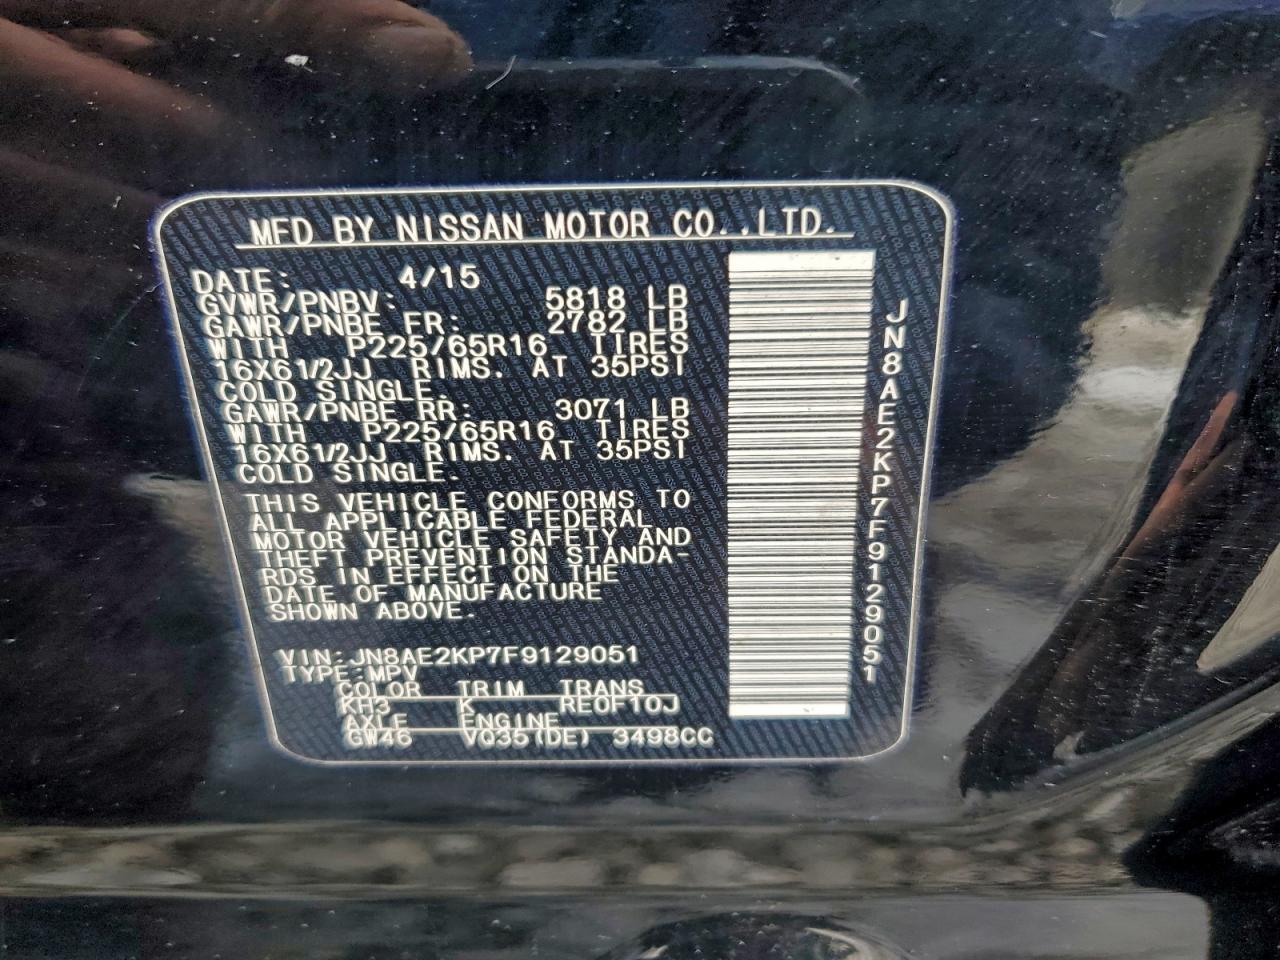 MFD BY NISSAN MOTOR CO.,LTD.
DATE: 4/15
GVWR/PNBV: 5818 LB
GAWR/PNBE FR: 2782 LB
WITH P225/65R16 TIRES
16X61/2JJ RIMS. AT 35PSI
COLD SINGLE.
GAWR/PNBE RR: 3071 LB
WITH P225/65R16 TIRES
16X61/2JJ RIMS. AT 35PSI
COLD SINGLE.
THIS VEHICLE CONFORMS TO
ALL APPLICABLE FEDERAL
MOTOR VEHICLE SAFETY AND
THEFT PREVENTION STANDA-
RDS IN EFFECT ON THE
DATE OF MANUFACTURE
SHOWN ABOVE.
VIN:JN8AE2KP7F9129051
TYPE:MPV
COLOR TRIM TRANS
KH3 K RE0F10J
AXLE ENGINE
GW46 VQ35(DE) 3498CC
JN8AE2KP7F9129051